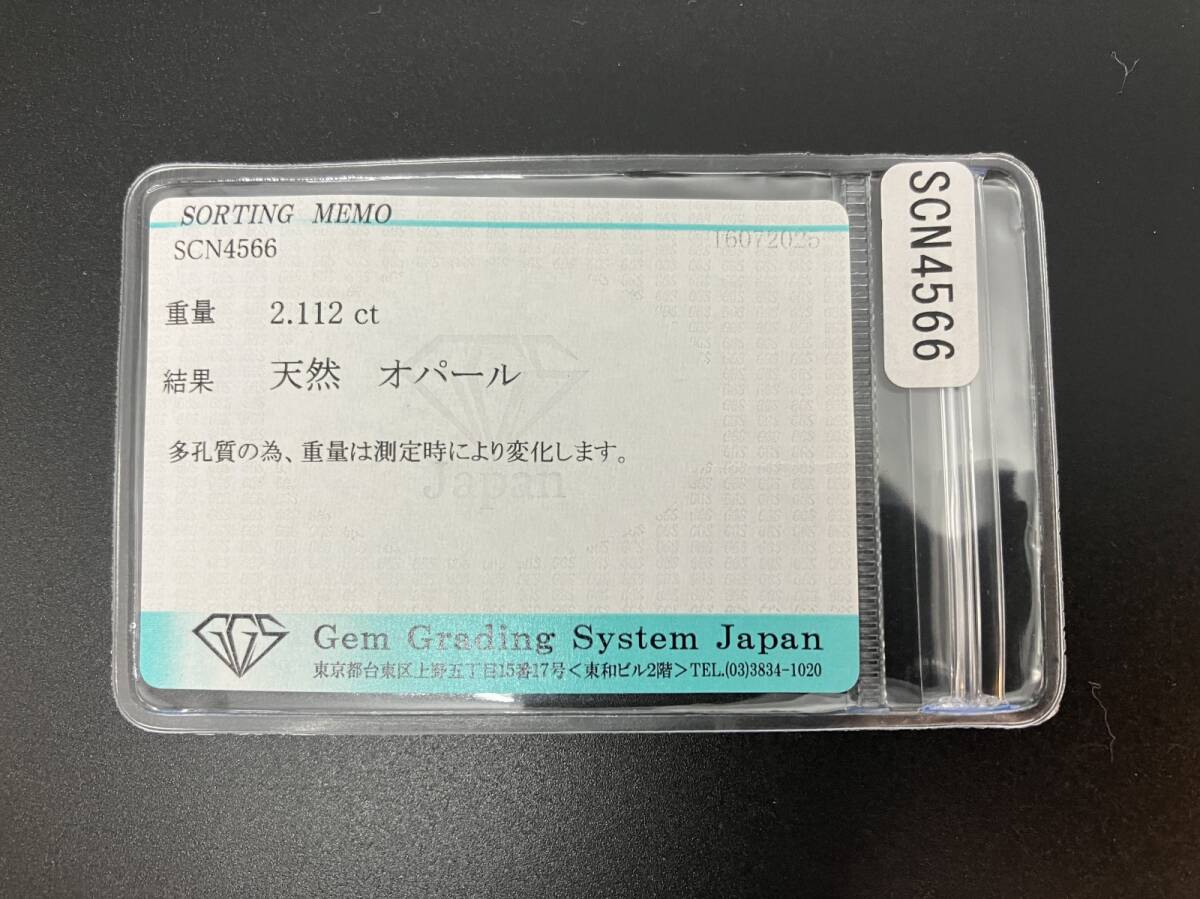 SORTING MEMO
SCN4566
16072025
重量 2.112 ct
結果 天然 オパール
多孔質の為、重量は測定時により変化します。
Japan
GGS
Gem Grading System Japan
東京都台東区上野五丁目15番17号＜東和ビル2階＞TEL.(03)3834-1020
SCN4566